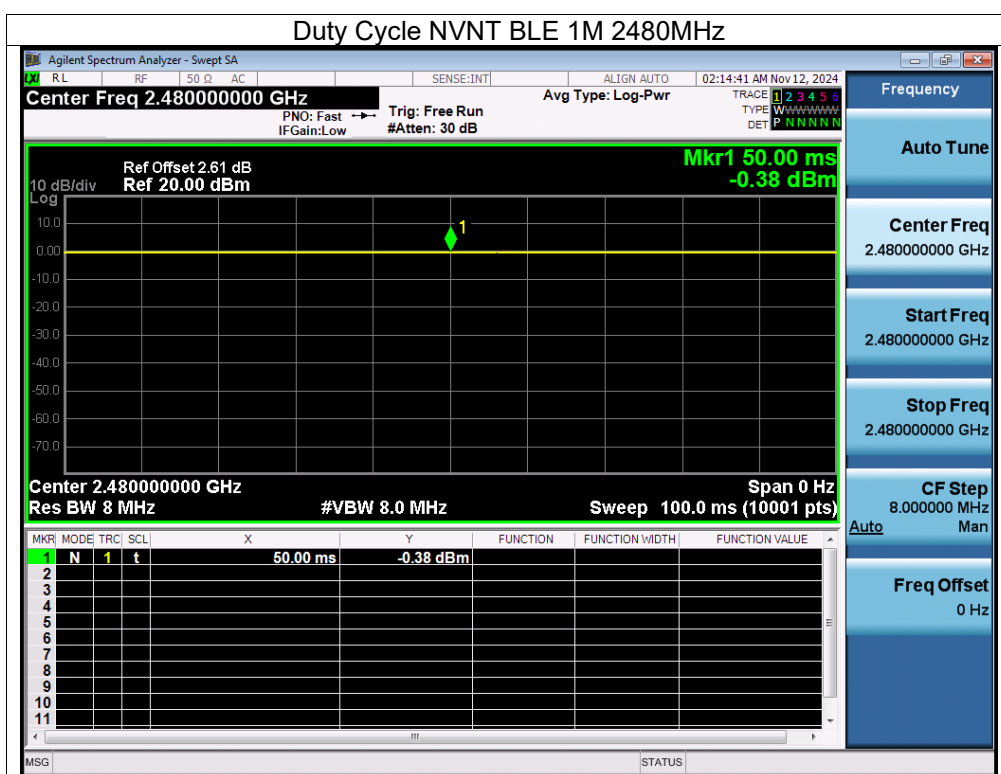 Duty Cycle NVNT BLE 1M 2480MHz
Agilent Spectrum Analyzer - Swept SA
LXI RL RF 50 Ω AC SENSE:INT ALIGN AUTO 02:14:41 AM Nov 12, 2024
Center Freq 2.480000000 GHz
PNO: Fast
IFGain:Low
Trig: Free Run
#Atten: 30 dB
Avg Type: Log-Pwr
TRACE 1 2 3 4 5 6
TYPE WWWWWW
DET P N N N N N
Ref Offset 2.61 dB
Ref 20.00 dBm
10 dB/div
Log
Mkr1 50.00 ms
-0.38 dBm
10.0
0.00
-10.0
-20.0
-30.0
-40.0
-50.0
-60.0
-70.0
1
Center 2.480000000 GHz Span 0 Hz
Res BW 8 MHz #VBW 8.0 MHz Sweep 100.0 ms (10001 pts)
MKR MODE TRC SCL X Y FUNCTION FUNCTION WIDTH FUNCTION VALUE
1 N 1 t 50.00 ms -0.38 dBm
2
3
4
5
6
7
8
9
10
11
MSG STATUS
Frequency
Auto Tune
Center Freq
2.480000000 GHz
Start Freq
2.480000000 GHz
Stop Freq
2.480000000 GHz
CF Step
8.000000 MHz
Auto Man
Freq Offset
0 Hz